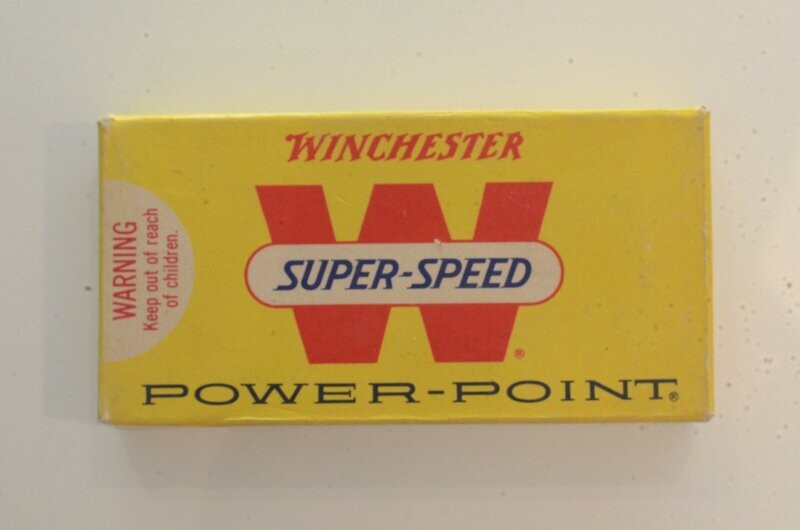 WINCHESTER
W
SUPER-SPEED
®
POWER-POINT®
WARNING
Keep out of reach
of children.